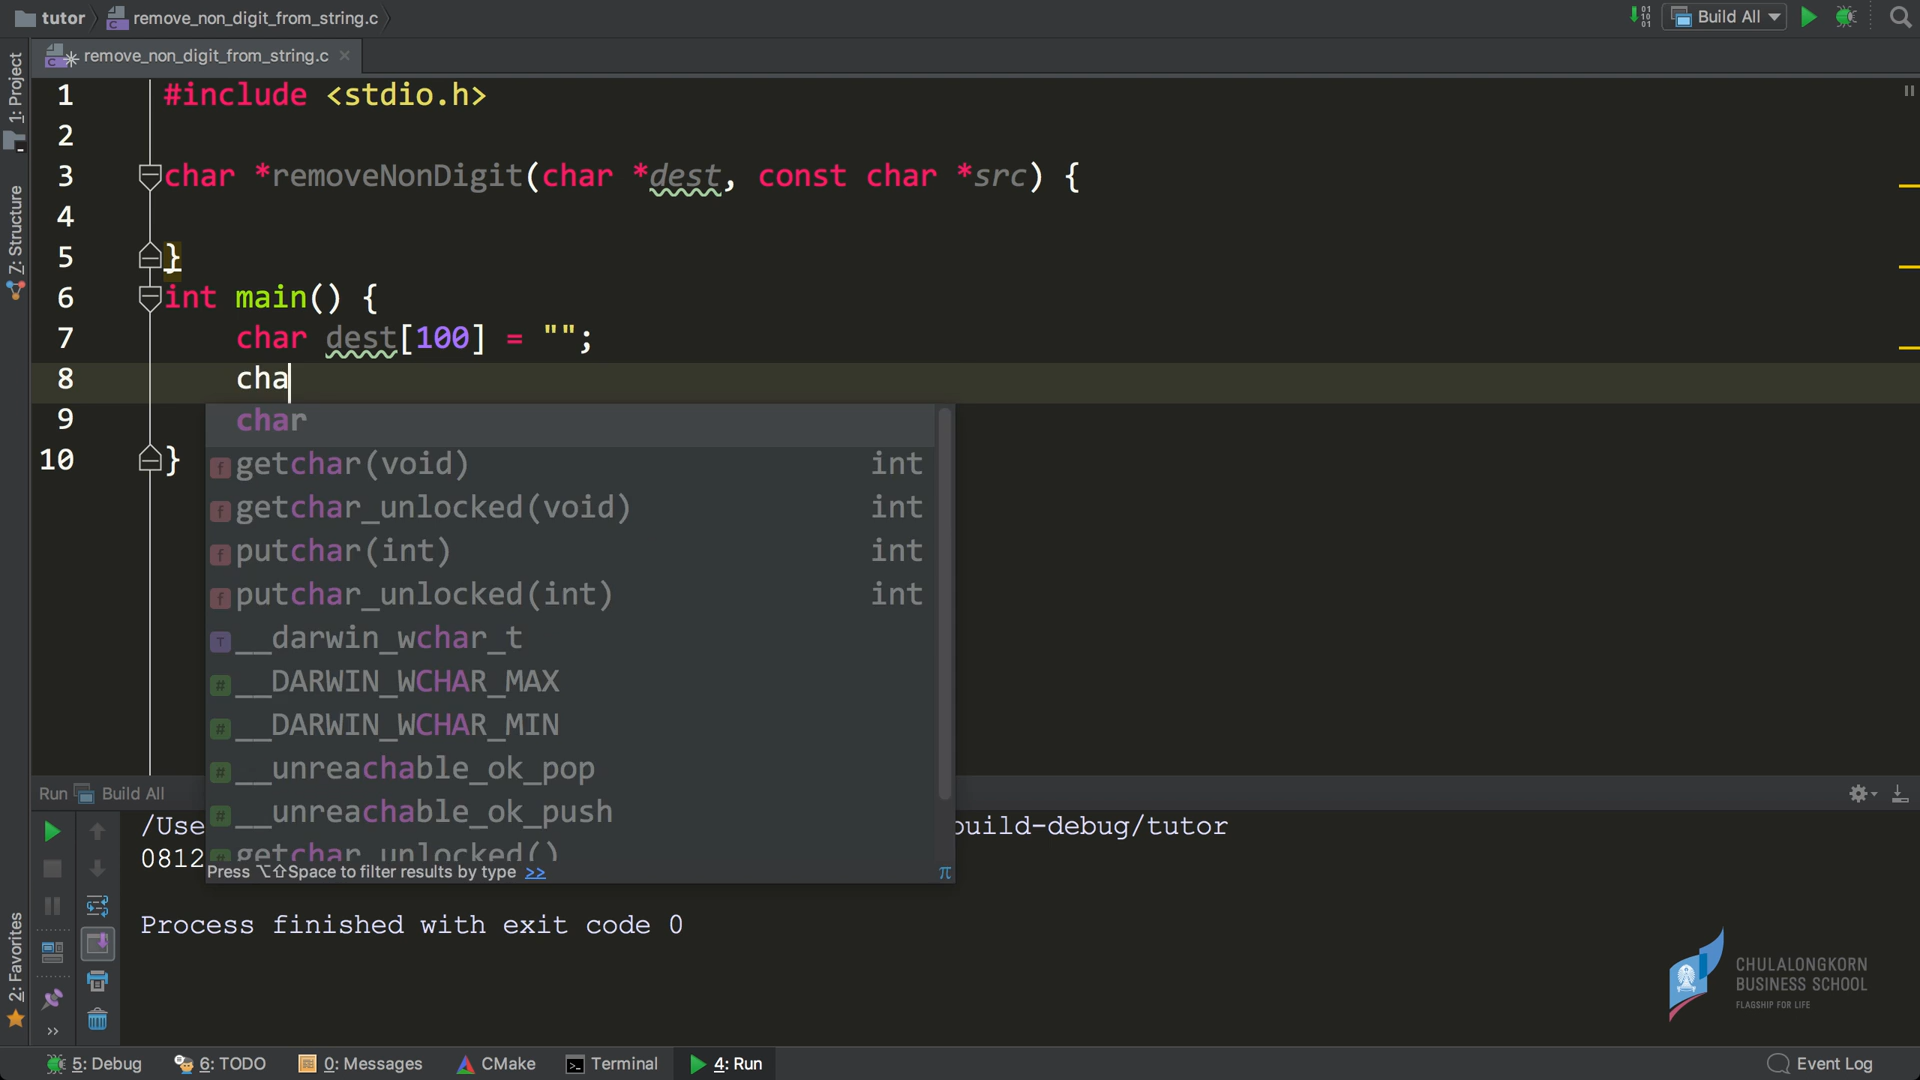 tutor remove_non_digit_from_string.c Build All
remove_non_digit_from_string.c
1 #include <stdio.h>
2
3 char *removeNonDigit(char *dest, const char *src) {
4
5 }
6 int main() {
7 char dest[100] = "";
8 cha
9
10 }
char
getchar(void) int
getchar_unlocked(void) int
putchar(int) int
putchar_unlocked(int) int
__darwin_wchar_t
__DARWIN_WCHAR_MAX
__DARWIN_WCHAR_MIN
__unreachable_ok_pop
__unreachable_ok_push
getchar_unlocked()
Press ⌥⇧Space to filter results by type >> π
1: Project
7: Structure
2: Favorites
Run Build All
/Use build-debug/tutor
0812
Process finished with exit code 0
CHULALONGKORN
BUSINESS SCHOOL
FLAGSHIP FOR LIFE
5: Debug 6: TODO 0: Messages CMake Terminal 4: Run Event Log